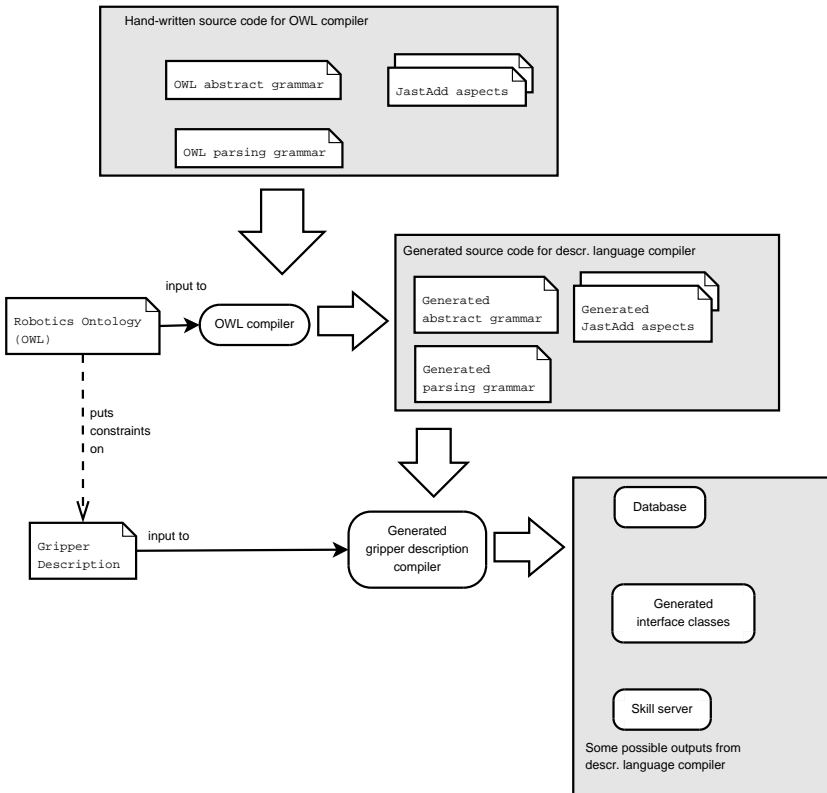 Hand-written source code for OWL compiler
OWL abstract grammar
JastAdd aspects
OWL parsing grammar
Generated source code for descr. language compiler
Generated
abstract grammar
Generated
JastAdd aspects
Generated
parsing grammar
input to
Robotics Ontology
(OWL)
OWL compiler
puts
constraints
on
Gripper
Description
input to
Generated
gripper description
compiler
Database
Generated
interface classes
Skill server
Some possible outputs from
descr. language compiler